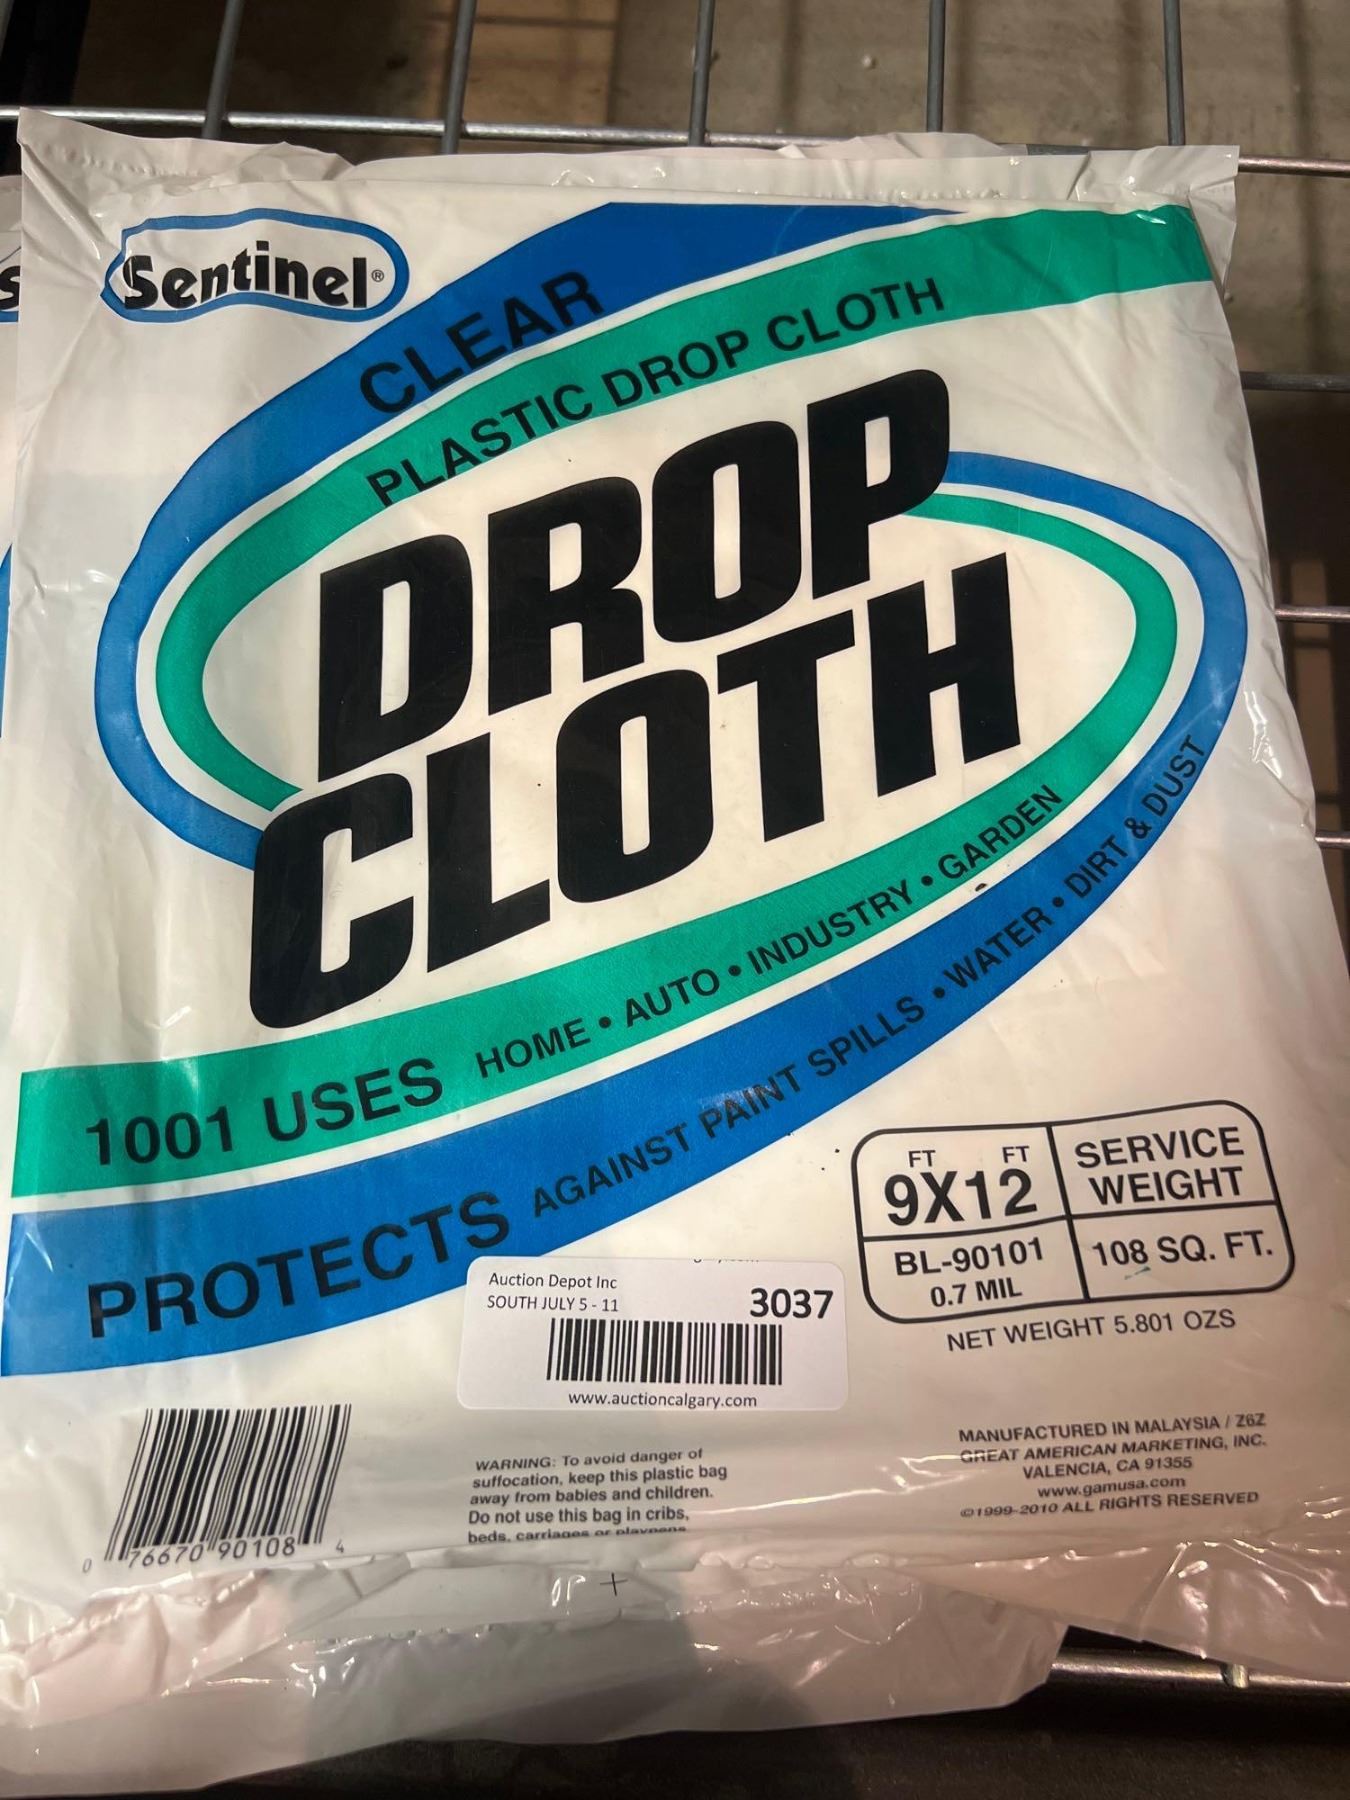 Sentinel®
CLEAR
PLASTIC DROP CLOTH
DROP
CLOTH
1001 USES HOME • AUTO • INDUSTRY • GARDEN
PROTECTS AGAINST PAINT SPILLS • WATER • DIRT & DUST
FT FT
9X12
SERVICE
WEIGHT
BL-90101
0.7 MIL
108 SQ. FT.
NET WEIGHT 5.801 OZS
Auction Depot Inc
SOUTH JULY 5 - 11
3037
www.auctioncalgary.com
0 76670 90108 4
WARNING: To avoid danger of
suffocation, keep this plastic bag
away from babies and children.
Do not use this bag in cribs,
beds, carriages or playpens
MANUFACTURED IN MALAYSIA / Z6Z
GREAT AMERICAN MARKETING, INC.
VALENCIA, CA 91355
www.gamusa.com
©1999-2010 ALL RIGHTS RESERVED